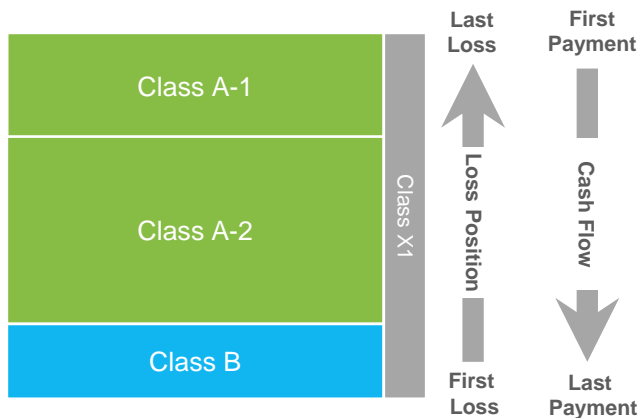 Last
Loss
First
Payment
Class A-1
Class A-2
Class B
Class X1
Loss Position
Cash Flow
First
Loss
Last
Payment